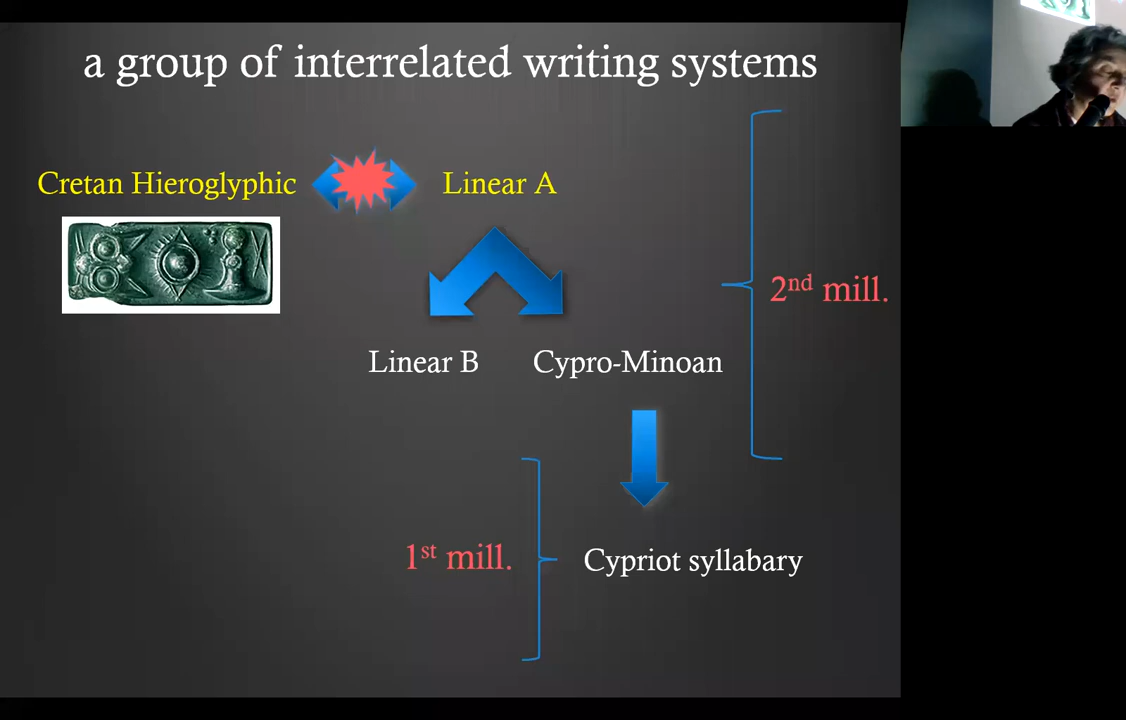 a group of interrelated writing systems
Cretan Hieroglyphic
Linear A
2nd mill.
Linear B
Cypro-Minoan
1st mill.
Cypriot syllabary